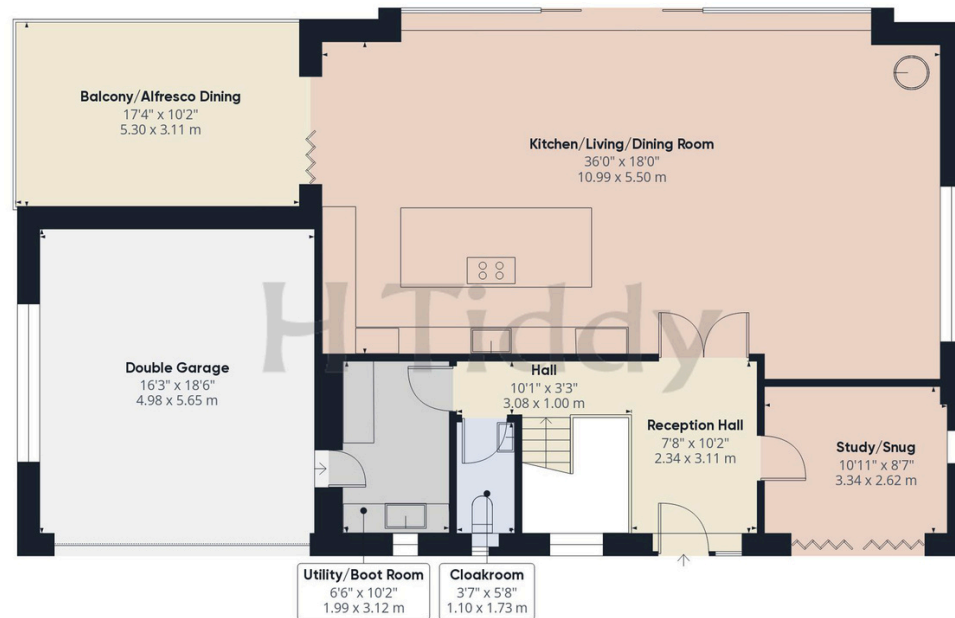 Balcony/Alfresco Dining
17'4" x 10'2"
5.30 x 3.11 m
Kitchen/Living/Dining Room
36'0" x 18'0"
10.99 x 5.50 m
H Tiddy
Double Garage
16'3" x 18'6"
4.98 x 5.65 m
Hall
10'1" x 3'3"
3.08 x 1.00 m
Reception Hall
7'8" x 10'2"
2.34 x 3.11 m
Study/Snug
10'11" x 8'7"
3.34 x 2.62 m
Utility/Boot Room
6'6" x 10'2"
1.99 x 3.12 m
Cloakroom
3'7" x 5'8"
1.10 x 1.73 m